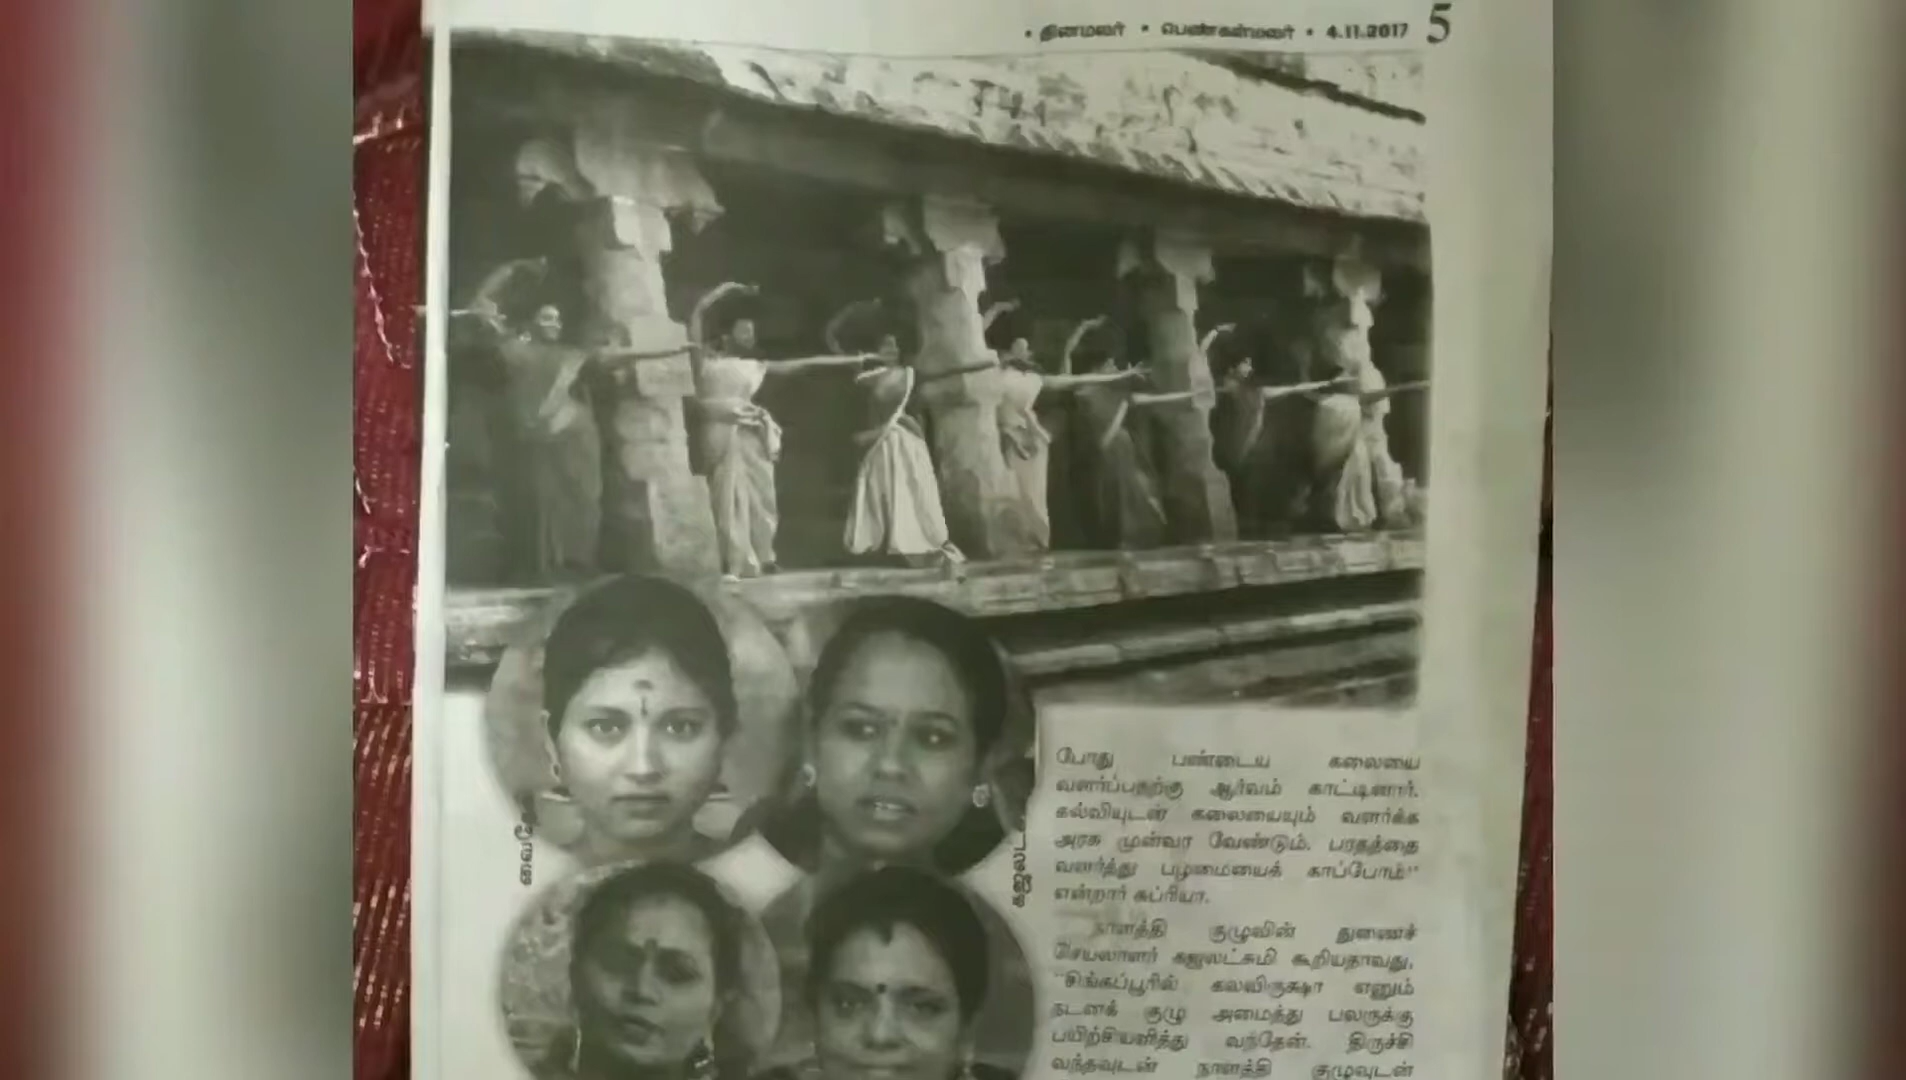 • தினமலர் • பெண்கள்மலர் • 4.11.2017 5
வைதே
கஜலட
போது பண்டைய கலையை
வளர்ப்பதற்கு ஆர்வம் காட்டினார்.
கல்வியுடன் கலையையும் வளர்க்க
அரசு முன்வர வேண்டும். பரதத்தை
வளர்த்து பழமையைக் காப்போம்"
என்றார் சுப்ரியா.
நாளத்தி குழுவின் துணைச்
செயலாளர் கஜலட்சுமி கூறியதாவது,
"சிங்கப்பூரில் கலவிருக்ஷா எனும்
நடனக் குழு அமைத்து பலருக்கு
பயிற்சியளித்து வந்தேன். திருச்சி
வந்தவுடன் நாளத்தி குழுவுடன்